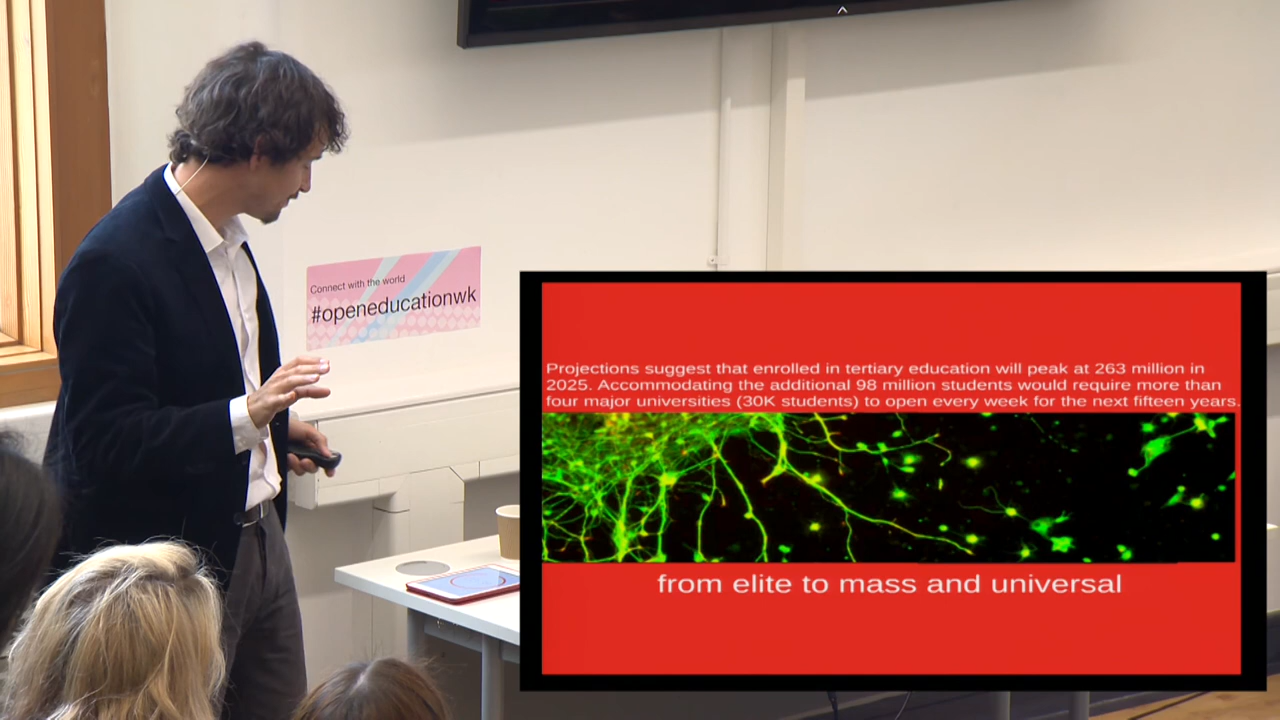 Connect with the world
#openeducationwk
Projections suggest that enrolled in tertiary education will peak at 263 million in
2025. Accommodating the additional 98 million students would require more than
four major universities (30K students) to open every week for the next fifteen years.
from elite to mass and universal